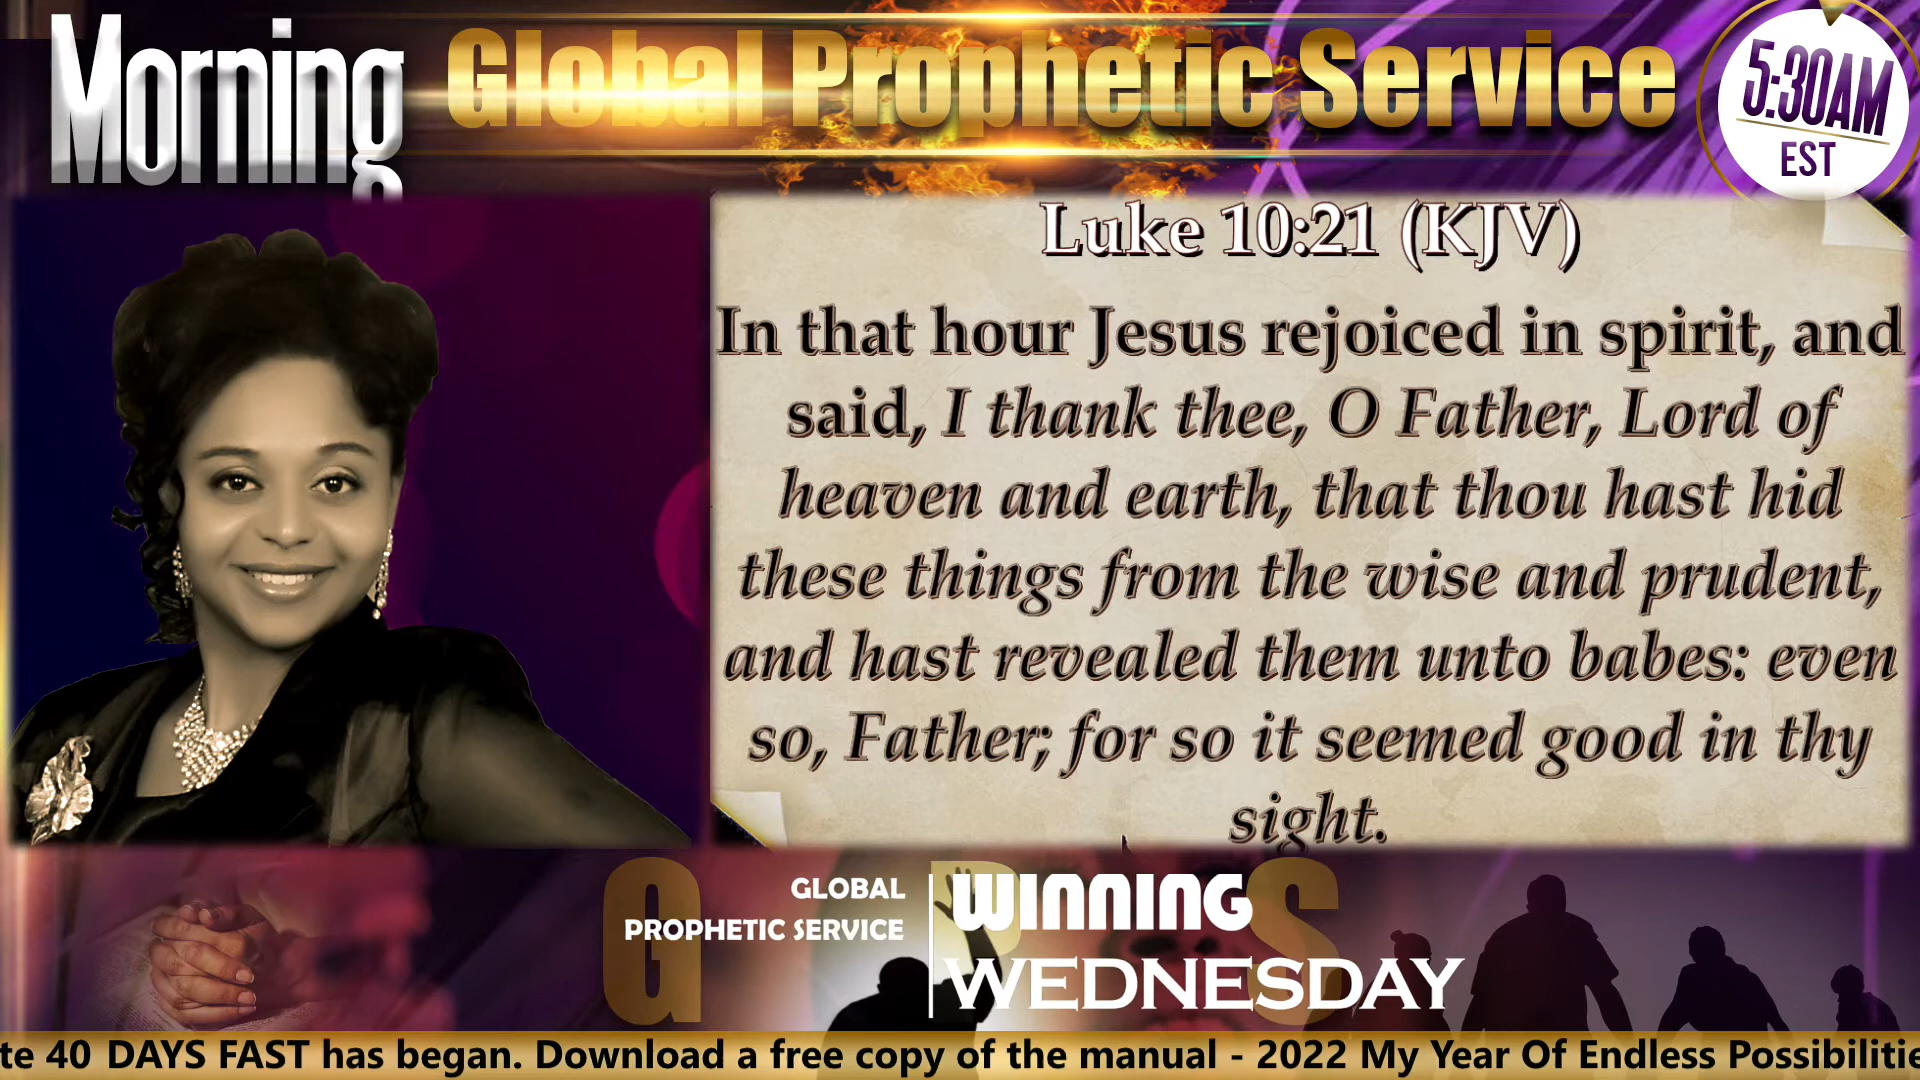 Morning Global Prophetic Service
5:30AM
EST
Luke 10:21 (KJV)
In that hour Jesus rejoiced in spirit, and
said, I thank thee, O Father, Lord of
heaven and earth, that thou hast hid
these things from the wise and prudent,
and hast revealed them unto babes: even
so, Father; for so it seemed good in thy
sight.
G P S
GLOBAL
PROPHETIC SERVICE
WINNING
WEDNESDAY
te 40 DAYS FAST has began. Download a free copy of the manual - 2022 My Year Of Endless Possibilitie